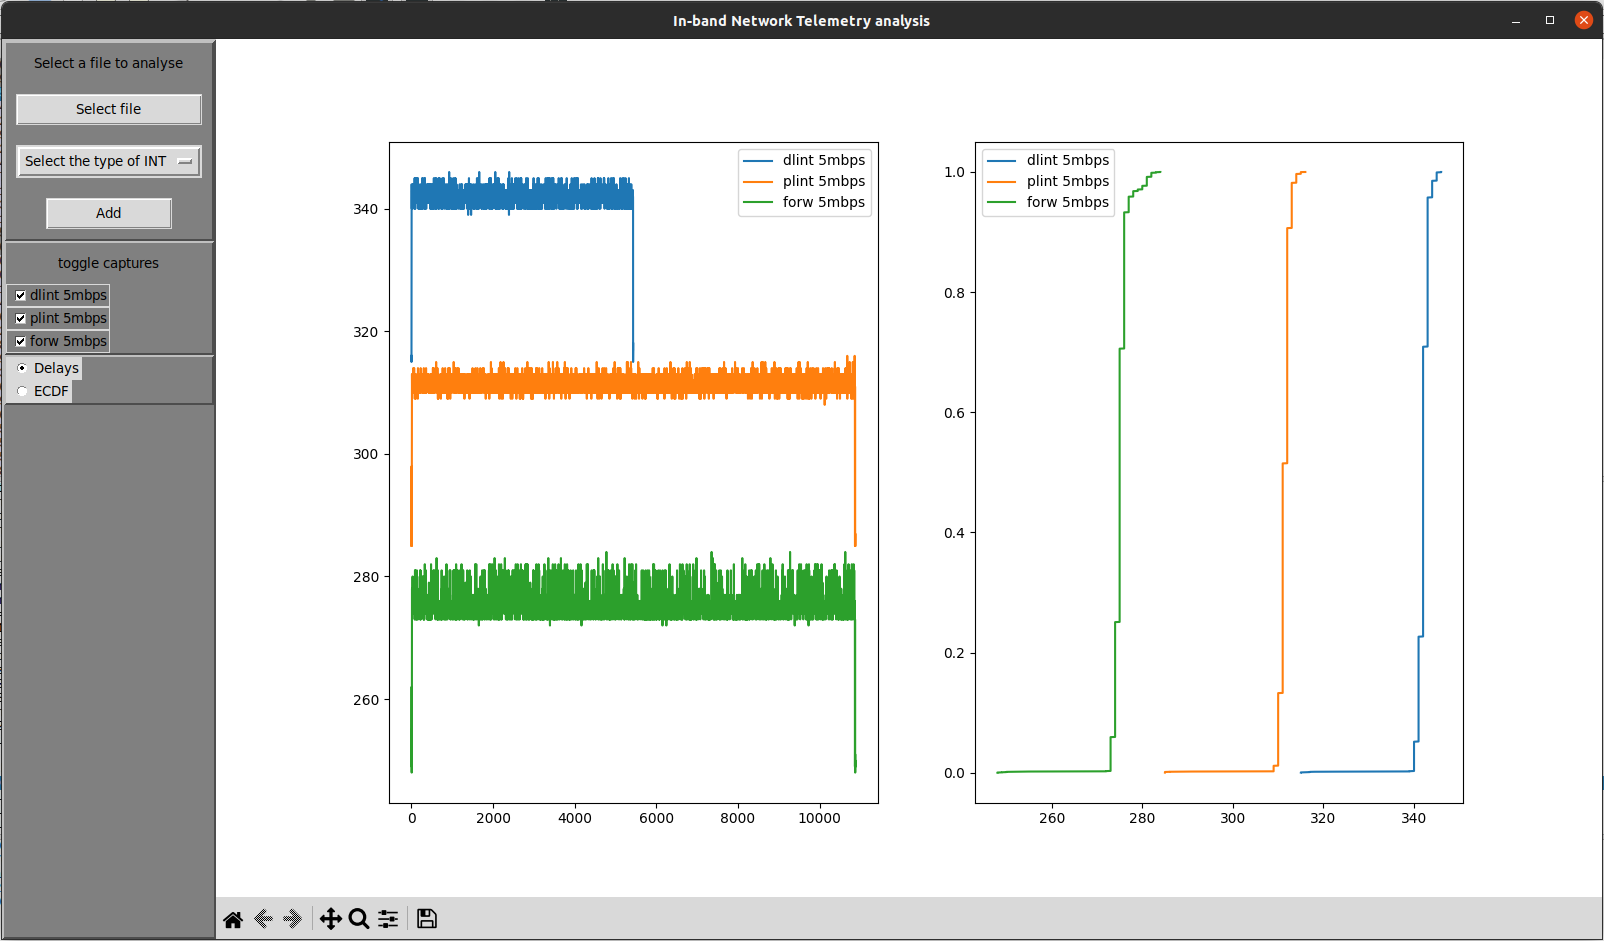 In-band Network Telemetry analysis
Select a file to analyse
Select file
Select the type of INT
Add
toggle captures
dlint 5mbps
plint 5mbps
forw 5mbps
Delays
ECDF
dlint 5mbps
plint 5mbps
forw 5mbps
340
320
300
280
260
0 2000 4000 6000 8000 10000
dlint 5mbps
plint 5mbps
forw 5mbps
1.0
0.8
0.6
0.4
0.2
0.0
260 280 300 320 340